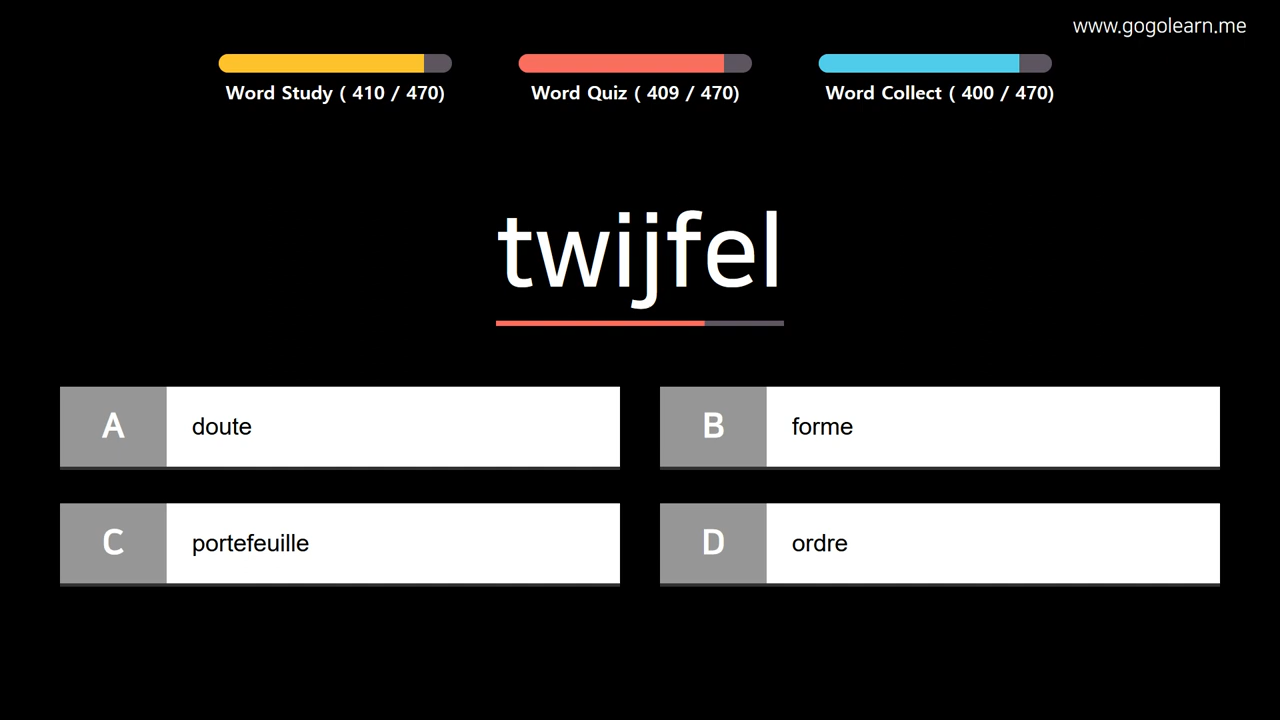 www.gogolearn.me
Word Study ( 410 / 470)
Word Quiz ( 409 / 470)
Word Collect ( 400 / 470)
twijfel
A doute
B forme
C portefeuille
D ordre